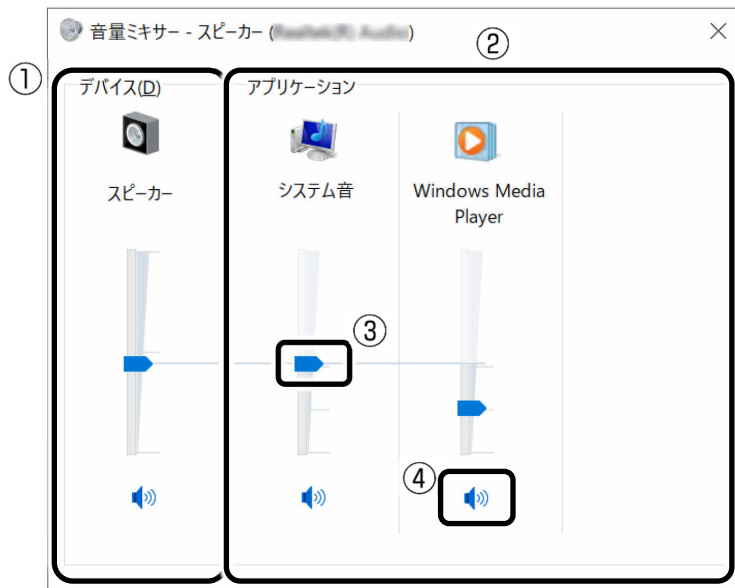 音量ミキサー - スピーカー ( )
②
①
デバイス(D)
アプリケーション
スピーカー
システム音
Windows Media
Player
③
④